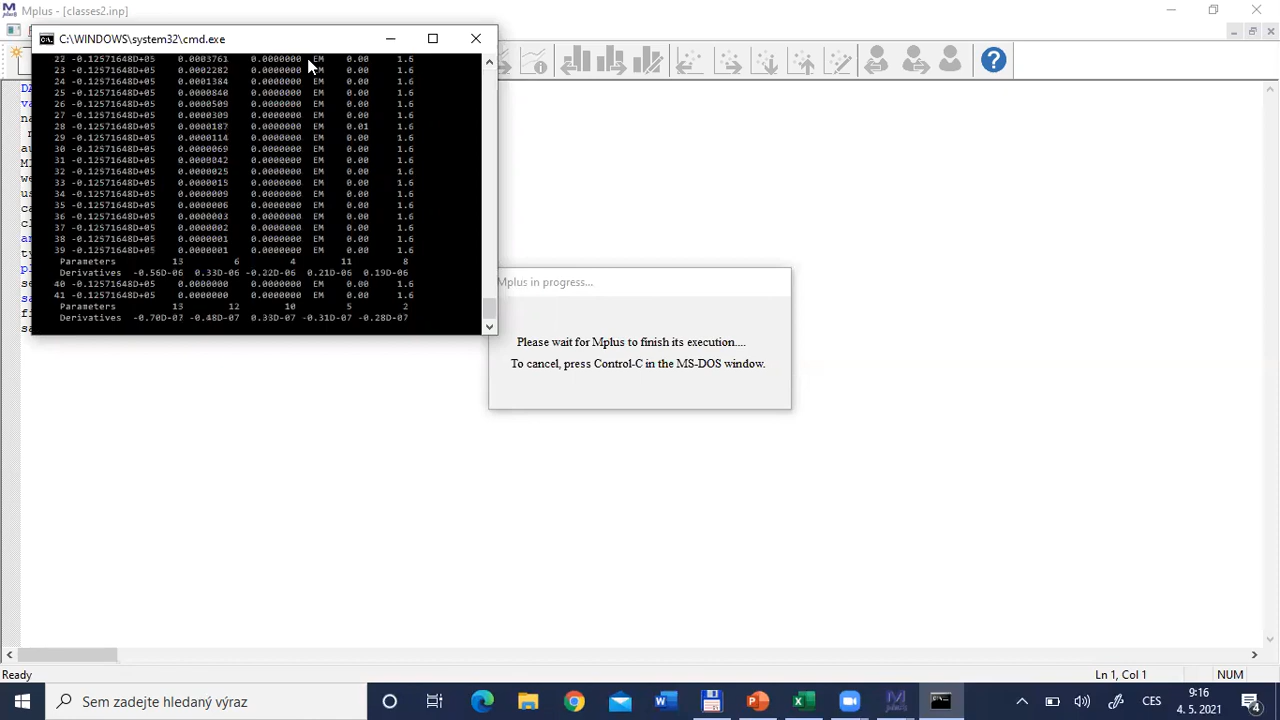 Mplus - [classes2.inp]
C:\WINDOWS\system32\cmd.exe
22 -0.12571648D+05 0.0003761 0.0000000 EM 0.00 1.6
23 -0.12571648D+05 0.0002282 0.0000000 EM 0.00 1.6
24 -0.12571648D+05 0.0001384 0.0000000 EM 0.00 1.6
25 -0.12571648D+05 0.0000840 0.0000000 EM 0.00 1.6
26 -0.12571648D+05 0.0000509 0.0000000 EM 0.00 1.6
27 -0.12571648D+05 0.0000309 0.0000000 EM 0.00 1.6
28 -0.12571648D+05 0.0000187 0.0000000 EM 0.01 1.6
29 -0.12571648D+05 0.0000114 0.0000000 EM 0.00 1.6
30 -0.12571648D+05 0.0000069 0.0000000 EM 0.00 1.6
31 -0.12571648D+05 0.0000042 0.0000000 EM 0.00 1.6
32 -0.12571648D+05 0.0000025 0.0000000 EM 0.00 1.6
33 -0.12571648D+05 0.0000015 0.0000000 EM 0.00 1.6
34 -0.12571648D+05 0.0000009 0.0000000 EM 0.00 1.6
35 -0.12571648D+05 0.0000006 0.0000000 EM 0.00 1.6
36 -0.12571648D+05 0.0000003 0.0000000 EM 0.00 1.6
37 -0.12571648D+05 0.0000002 0.0000000 EM 0.00 1.6
38 -0.12571648D+05 0.0000001 0.0000000 EM 0.00 1.6
39 -0.12571648D+05 0.0000001 0.0000000 EM 0.00 1.6
Parameters 13 6 4 11 8
Derivatives -0.56D-06 0.33D-06 -0.22D-06 0.21D-06 0.19D-06
40 -0.12571648D+05 0.0000000 0.0000000 EM 0.00 1.6
41 -0.12571648D+05 0.0000000 0.0000000 EM 0.00 1.6
Parameters 13 12 10 5 2
Derivatives -0.70D-07 -0.48D-07 0.33D-07 -0.31D-07 -0.28D-07
Mplus in progress...
Please wait for Mplus to finish its execution....
To cancel, press Control-C in the MS-DOS window.
Ready
Ln 1, Col 1
NUM
Sem zadejte hledaný výraz
CES
9:16
4. 5. 2021
4